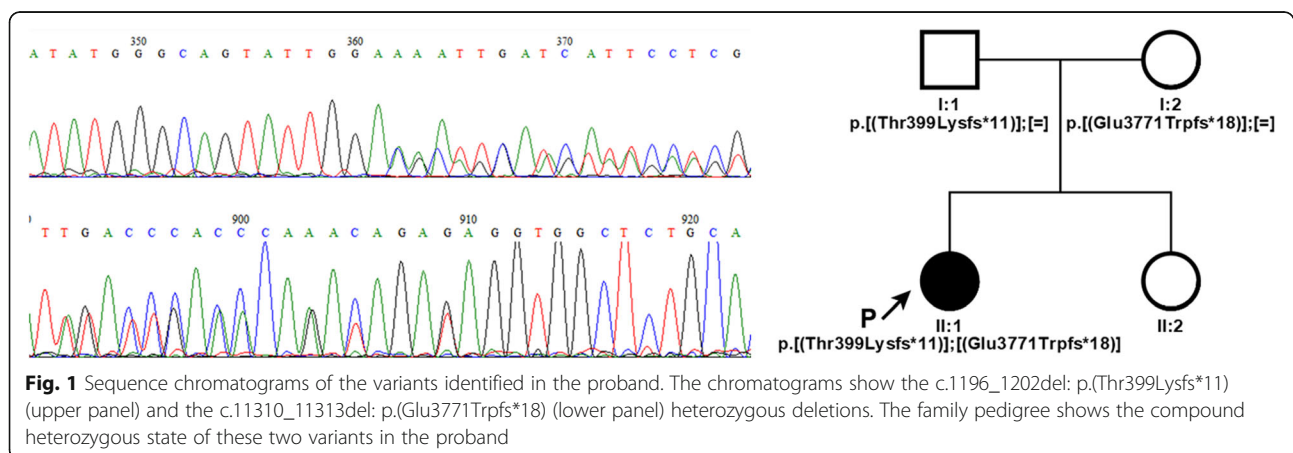 350 360 370
A T A T G G G C A G T A T T G G A A A A T T G A T C A T T C C T C G
900 910 920
T T G A C C C A C C C A A A C A G A G A G G T G G C T C T G C A
I:1 I:2
p.[(Thr399Lysfs*11)];[=] p.[(Glu3771Trpfs*18)];[=]
P
II:1 II:2
p.[(Thr399Lysfs*11)];[(Glu3771Trpfs*18)]
Fig. 1 Sequence chromatograms of the variants identified in the proband. The chromatograms show the c.1196_1202del: p.(Thr399Lysfs*11)
(upper panel) and the c.11310_11313del: p.(Glu3771Trpfs*18) (lower panel) heterozygous deletions. The family pedigree shows the compound
heterozygous state of these two variants in the proband